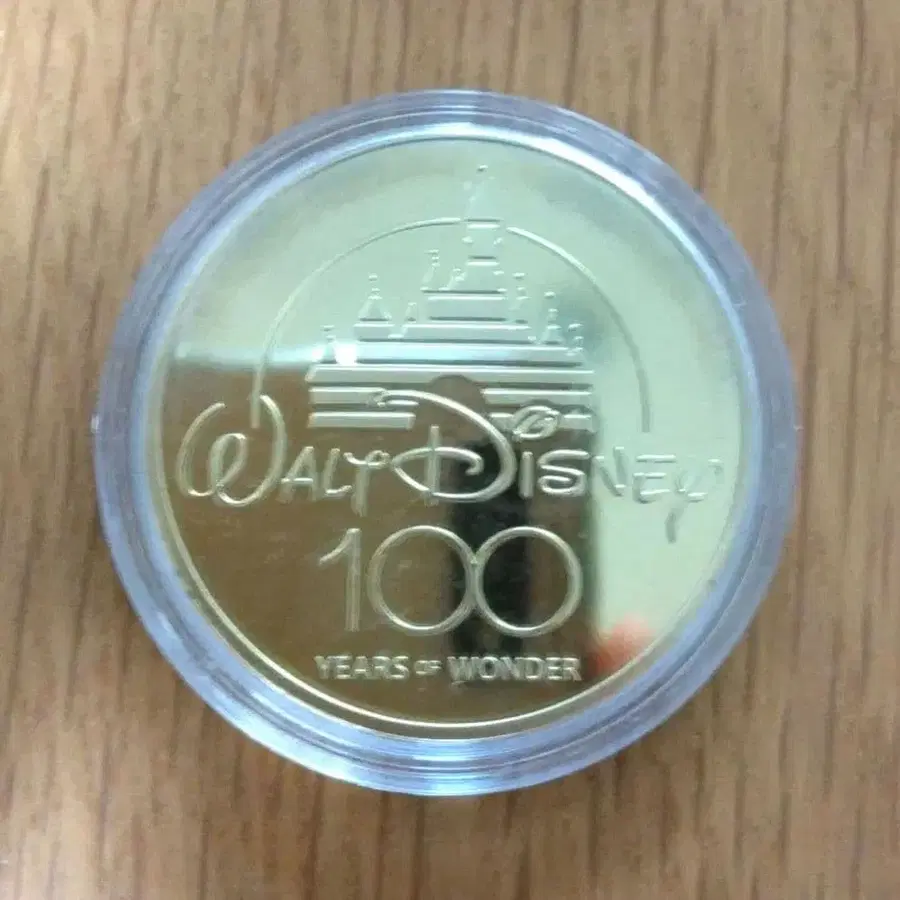 WALT DISNEY
100
YEARS OF WONDER